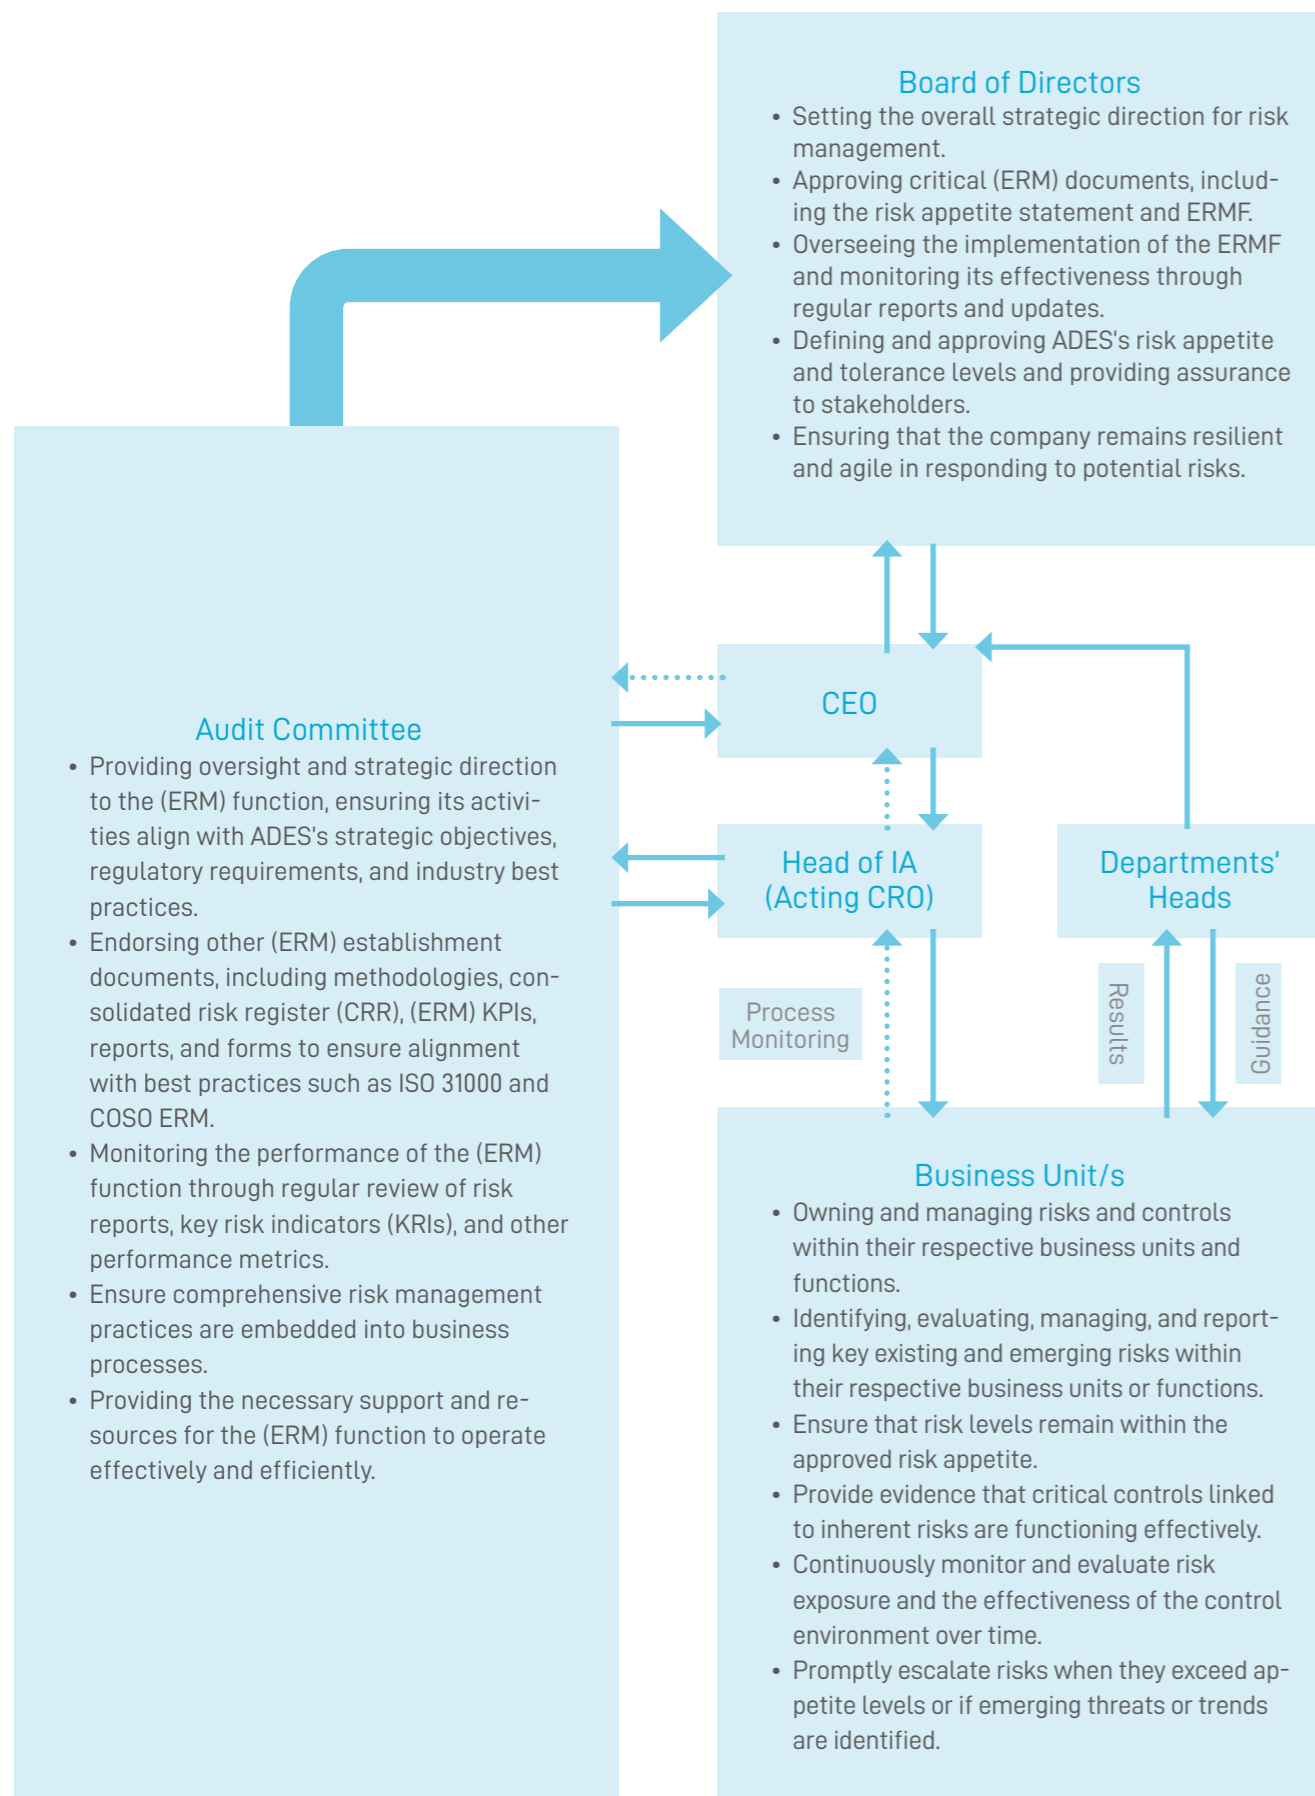 Board of Directors
• Setting the overall strategic direction for risk
management.
• Approving critical (ERM) documents, includ-
ing the risk appetite statement and ERMF.
• Overseeing the implementation of the ERMF
and monitoring its effectiveness through
regular reports and updates.
• Defining and approving ADES's risk appetite
and tolerance levels and providing assurance
to stakeholders.
• Ensuring that the company remains resilient
and agile in responding to potential risks.
Audit Committee
• Providing oversight and strategic direction
to the (ERM) function, ensuring its activi-
ties align with ADES's strategic objectives,
regulatory requirements, and industry best
practices.
• Endorsing other (ERM) establishment
documents, including methodologies, con-
solidated risk register (CRR), (ERM) KPIs,
reports, and forms to ensure alignment
with best practices such as ISO 31000 and
COSO ERM.
• Monitoring the performance of the (ERM)
function through regular review of risk
reports, key risk indicators (KRIs), and other
performance metrics.
• Ensure comprehensive risk management
practices are embedded into business
processes.
• Providing the necessary support and re-
sources for the (ERM) function to operate
effectively and efficiently.
CEO
Head of IA
(Acting CRO)
Departments'
Heads
Process
Monitoring
Results
Guidance
Business Unit/s
• Owning and managing risks and controls
within their respective business units and
functions.
• Identifying, evaluating, managing, and report-
ing key existing and emerging risks within
their respective business units or functions.
• Ensure that risk levels remain within the
approved risk appetite.
• Provide evidence that critical controls linked
to inherent risks are functioning effectively.
• Continuously monitor and evaluate risk
exposure and the effectiveness of the control
environment over time.
• Promptly escalate risks when they exceed ap-
petite levels or if emerging threats or trends
are identified.